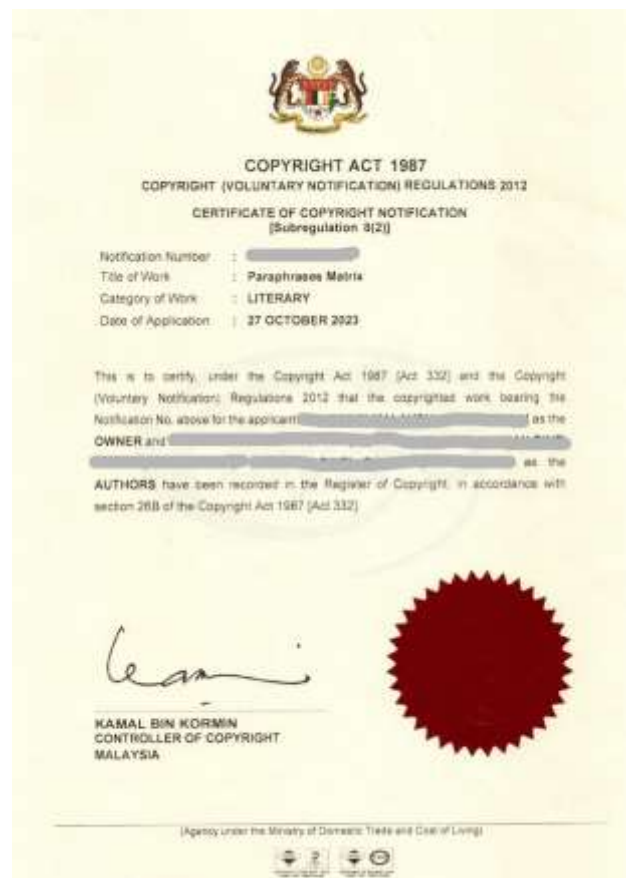 COPYRIGHT ACT 1987
COPYRIGHT (VOLUNTARY NOTIFICATION) REGULATIONS 2012
CERTIFICATE OF COPYRIGHT NOTIFICATION
[Subregulation 8(2)]
Notification Number :
Title of Work : Paraphrases Matrix
Category of Work : LITERARY
Date of Application : 27 OCTOBER 2023
This is to certify, under the Copyright Act 1987 [Act 332] and the Copyright
(Voluntary Notification) Regulations 2012 that the copyrighted work bearing the
Notification No. above for the applicant as the
OWNER and
as the
AUTHORS have been recorded in the Register of Copyright, in accordance with
section 26B of the Copyright Act 1987 [Act 332]
KAMAL BIN KORMIN
CONTROLLER OF COPYRIGHT
MALAYSIA
(Agency under the Ministry of Domestic Trade and Cost of Living)